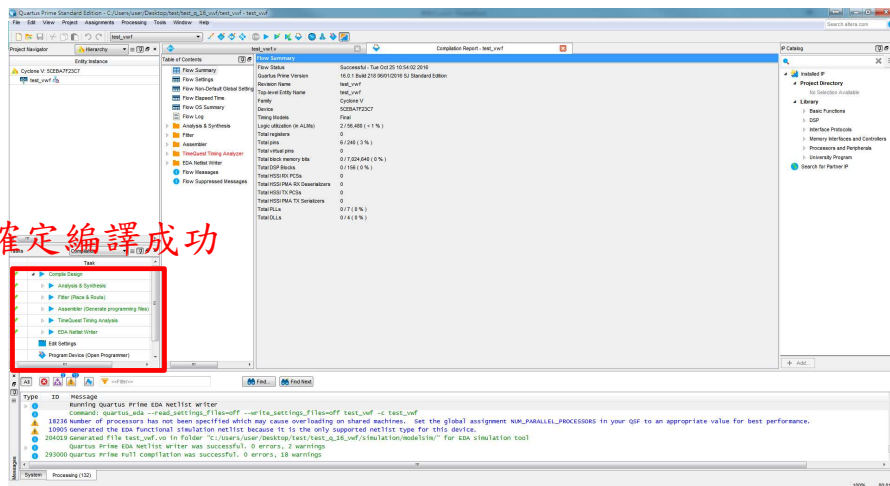 Quartus Prime Standard Edition - C:/Users/user/Desktop/test/test_q_16_vwf/test_vwf - test_vwf
File Edit View Project Assignments Processing Tools Window Help
Search altera.com
test_vwf
Project Navigator
Hierarchy
test_vwf.v
Compilation Report - test_vwf
IP Catalog
Entity:Instance
Cyclone V: 5CEBA7F23C7
test_vwf
Table of Contents
Flow Summary
Flow Settings
Flow Non-Default Global Setting
Flow Elapsed Time
Flow OS Summary
Flow Log
Analysis & Synthesis
Fitter
Assembler
TimeQuest Timing Analyzer
EDA Netlist Writer
Flow Messages
Flow Suppressed Messages
Flow Summary
Flow Status Successful - Tue Oct 25 10:54:02 2016
Quartus Prime Version 16.0.1 Build 218 06/01/2016 SJ Standard Edition
Revision Name test_vwf
Top-level Entity Name test_vwf
Family Cyclone V
Device 5CEBA7F23C7
Timing Models Final
Logic utilization (in ALMs) 2 / 56,480 ( < 1 % )
Total registers 0
Total pins 6 / 240 ( 3 % )
Total virtual pins 0
Total block memory bits 0 / 7,024,640 ( 0 % )
Total DSP Blocks 0 / 156 ( 0 % )
Total HSSI RX PCSs 0
Total HSSI PMA RX Deserializers 0
Total HSSI TX PCSs 0
Total HSSI PMA TX Serializers 0
Total PLLs 0 / 7 ( 0 % )
Total DLLs 0 / 4 ( 0 % )
Installed IP
Project Directory
No Selection Available
Library
Basic Functions
DSP
Interface Protocols
Memory Interfaces and Controllers
Processors and Peripherals
University Program
Search for Partner IP
+ Add...
確定編譯成功
Tasks
Task
Compile Design
Analysis & Synthesis
Fitter (Place & Route)
Assembler (Generate programming files)
TimeQuest Timing Analysis
EDA Netlist Writer
Edit Settings
Program Device (Open Programmer)
All
<<Filter>>
Find...
Find Next
Type ID Message
Running Quartus Prime EDA Netlist Writer
Command: quartus_eda --read_settings_files=off --write_settings_files=off test_vwf -c test_vwf
18236 Number of processors has not been specified which may cause overloading on shared machines. Set the global assignment NUM_PARALLEL_PROCESSORS in your QSF to an appropriate value for best performance.
10905 Generated the EDA functional simulation netlist because it is the only supported netlist type for this device.
204019 Generated file test_vwf.vo in folder "C:/Users/user/Desktop/test/test_q_16_vwf/simulation/modelsim/" for EDA simulation tool
Quartus Prime EDA Netlist Writer was successful. 0 errors, 2 warnings
293000 Quartus Prime Full Compilation was successful. 0 errors, 18 warnings
Messages
System Processing (132)